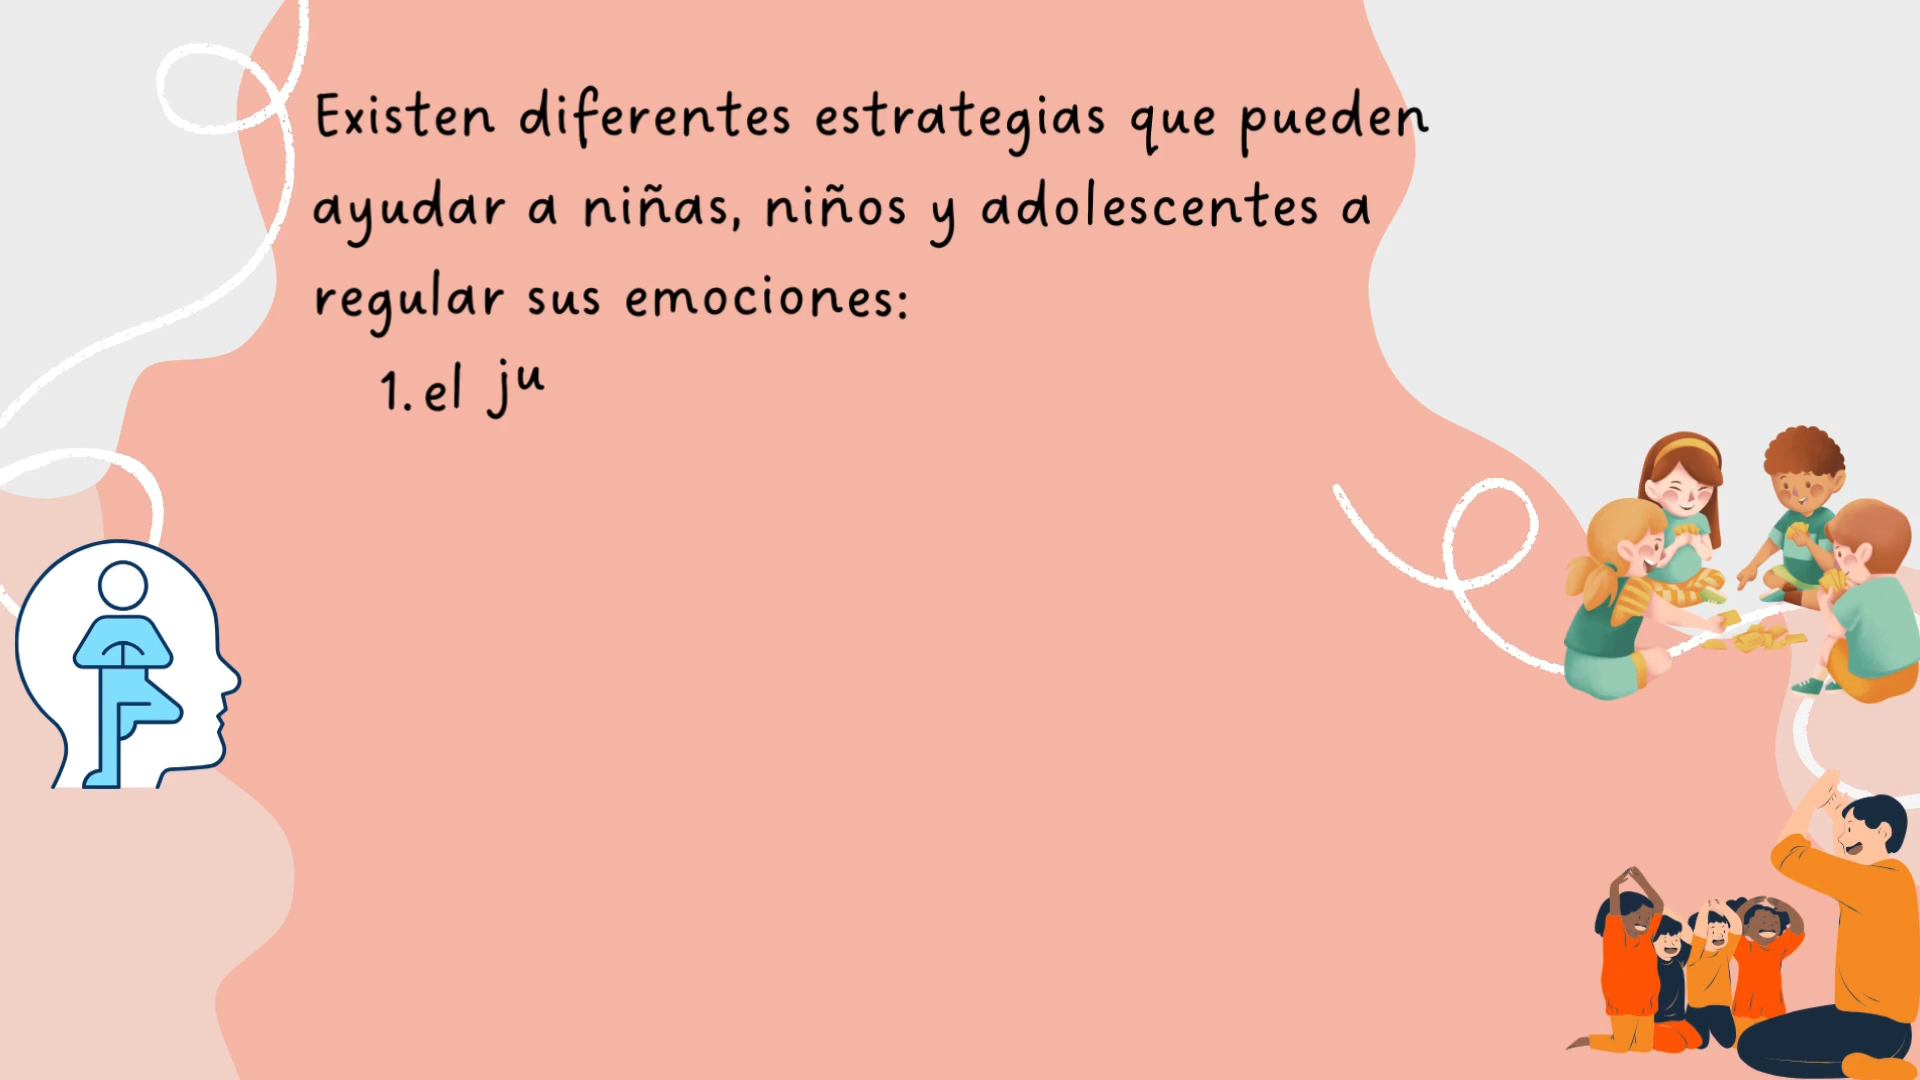 Existen diferentes estrategias que pueden
ayudar a niñas, niños y adolescentes a
regular sus emociones:
1. el ju